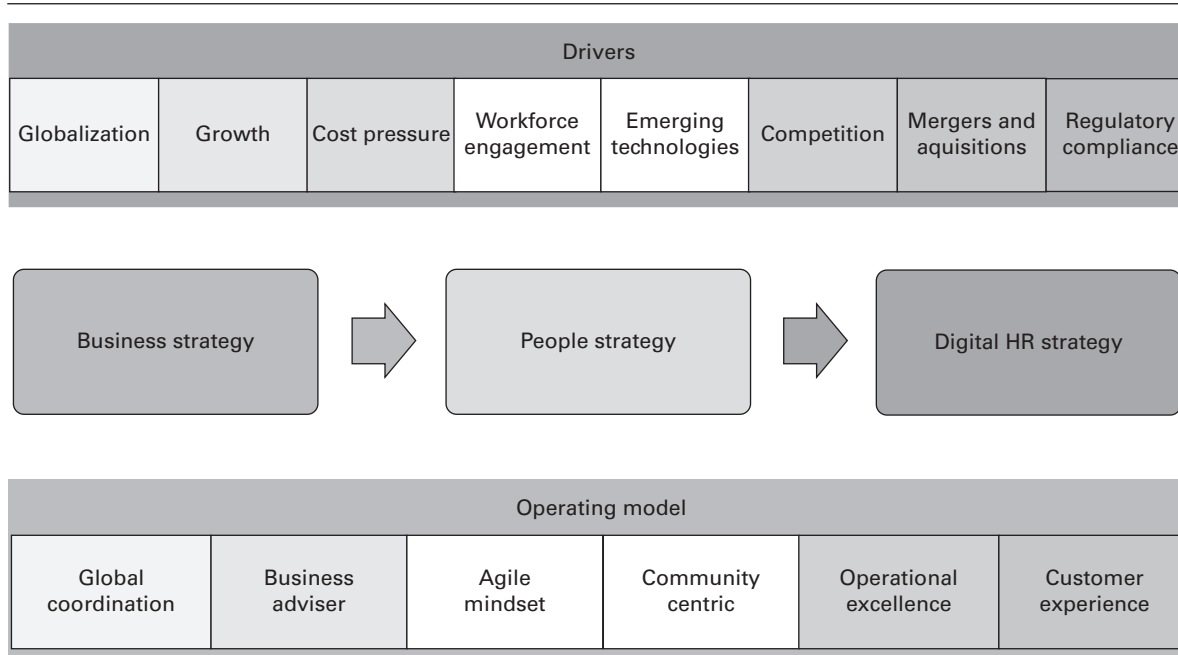 Drivers
Globalization
Growth
Cost pressure
Workforce
engagement
Emerging
technologies
Competition
Mergers and
aquisitions
Regulatory
compliance
Business strategy
People strategy
Digital HR strategy
Operating model
Global
coordination
Business
adviser
Agile
mindset
Community
centric
Operational
excellence
Customer
experience